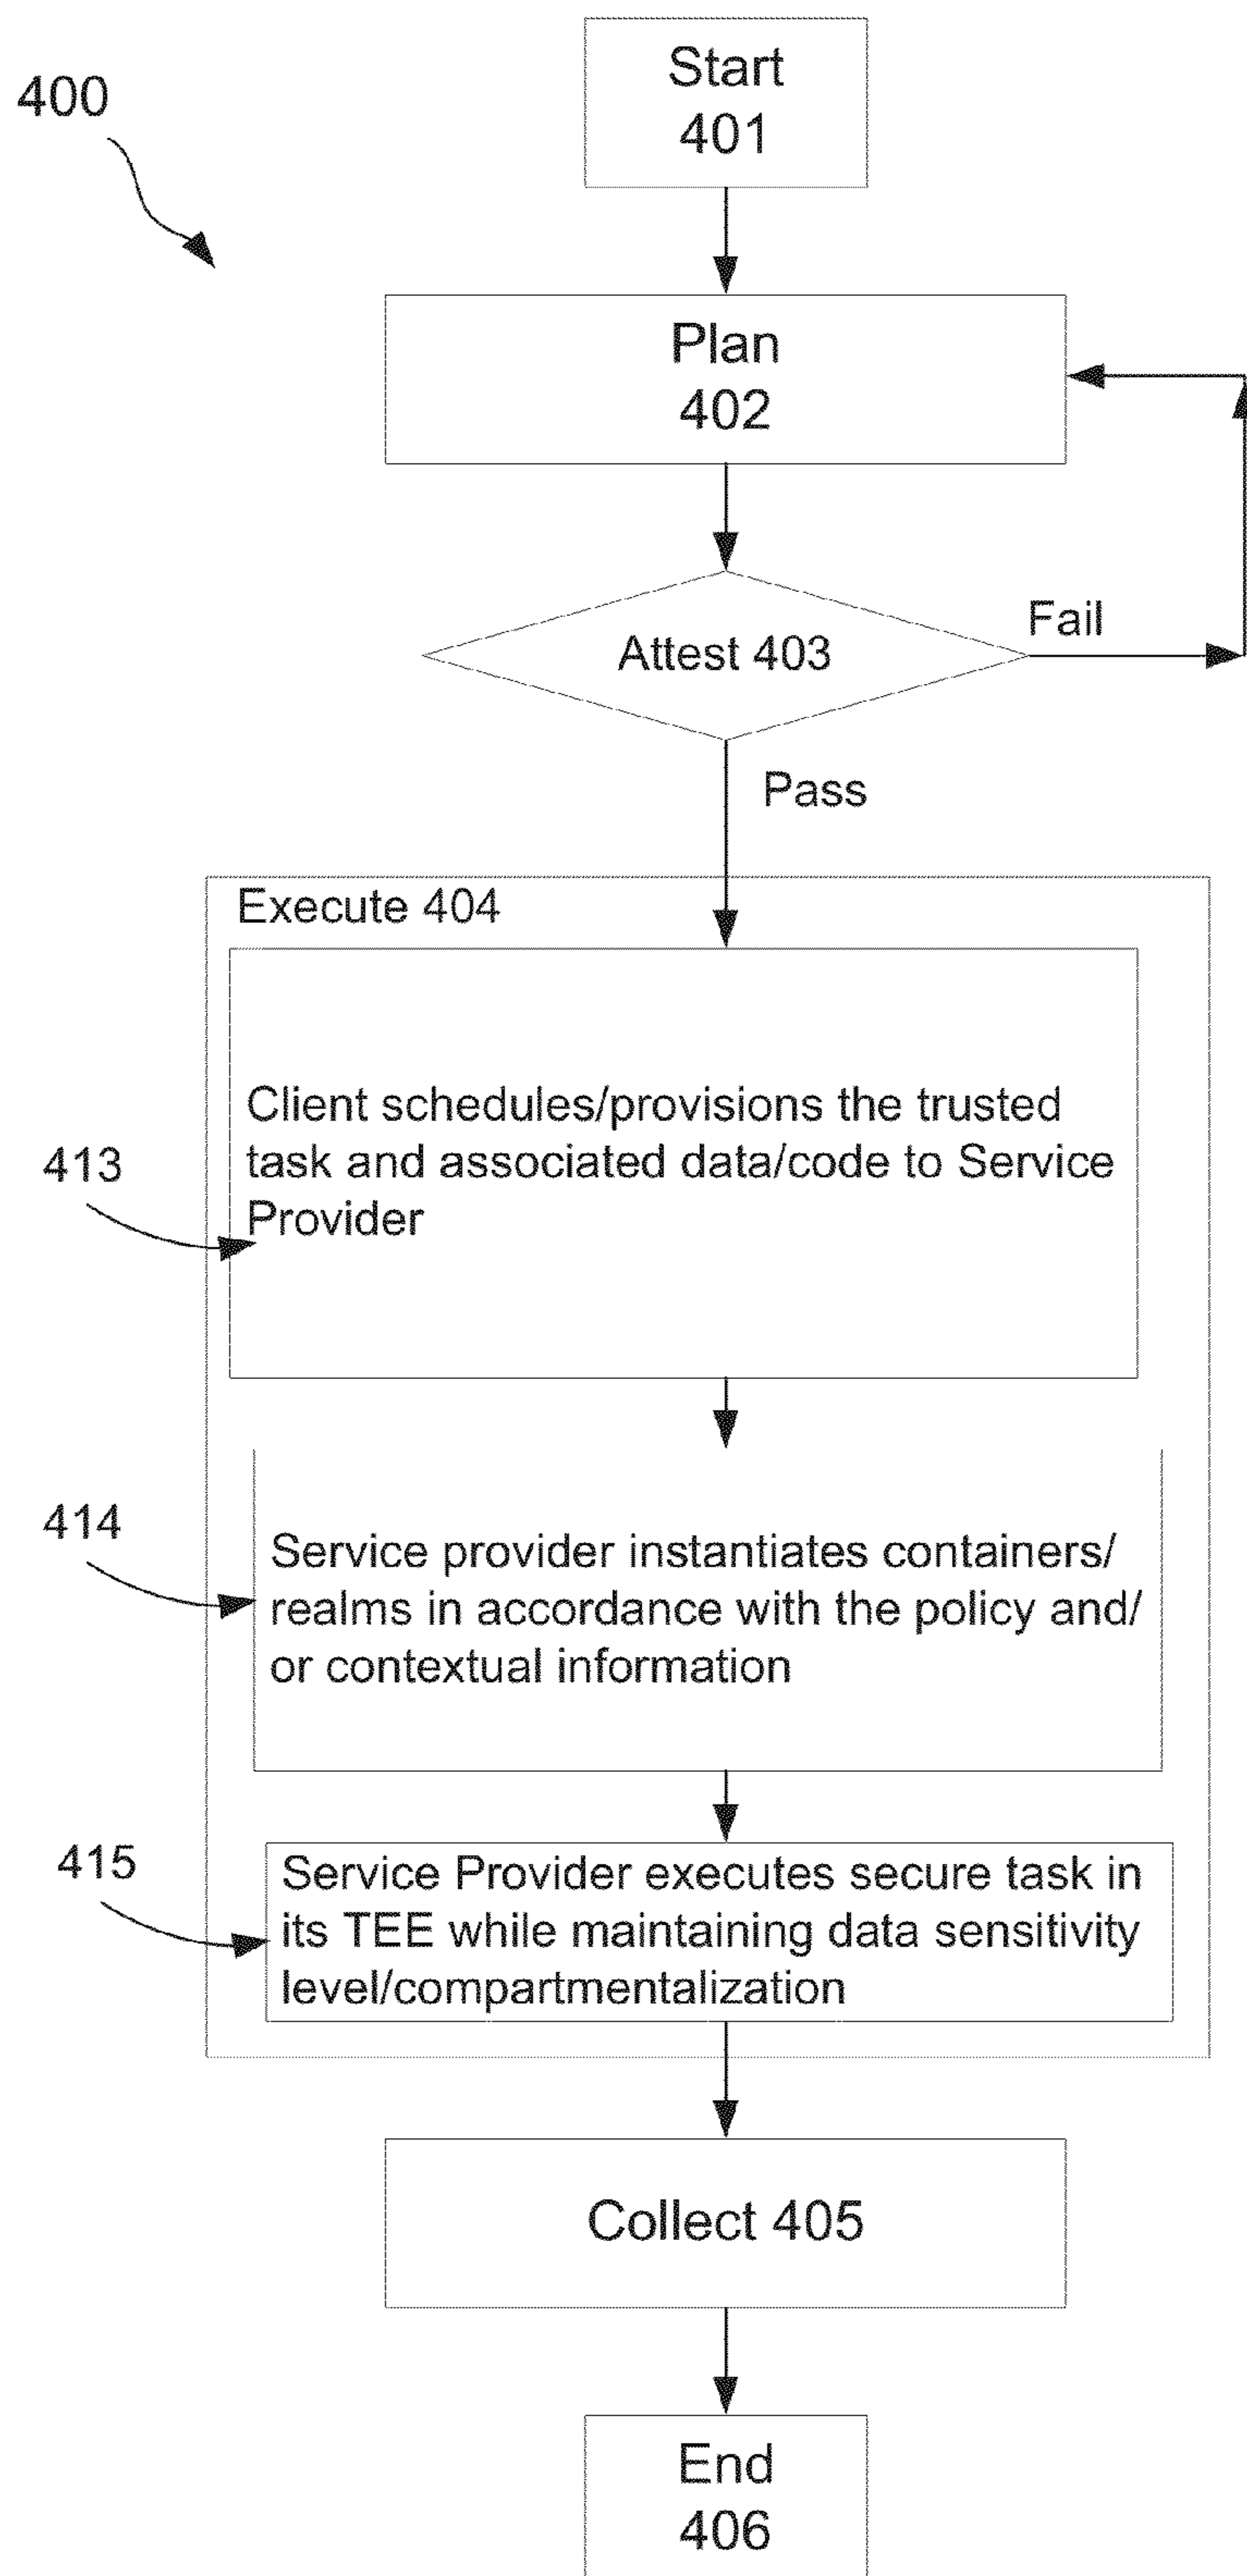 400
Start
401
Plan
402
Attest 403
Fail
Pass
Execute 404
413
Client schedules/provisions the trusted
task and associated data/code to Service
Provider
414
Service provider instantiates containers/
realms in accordance with the policy and/
or contextual information
415
Service Provider executes secure task in
its TEE while maintaining data sensitivity
level/compartmentalization
Collect 405
End
406